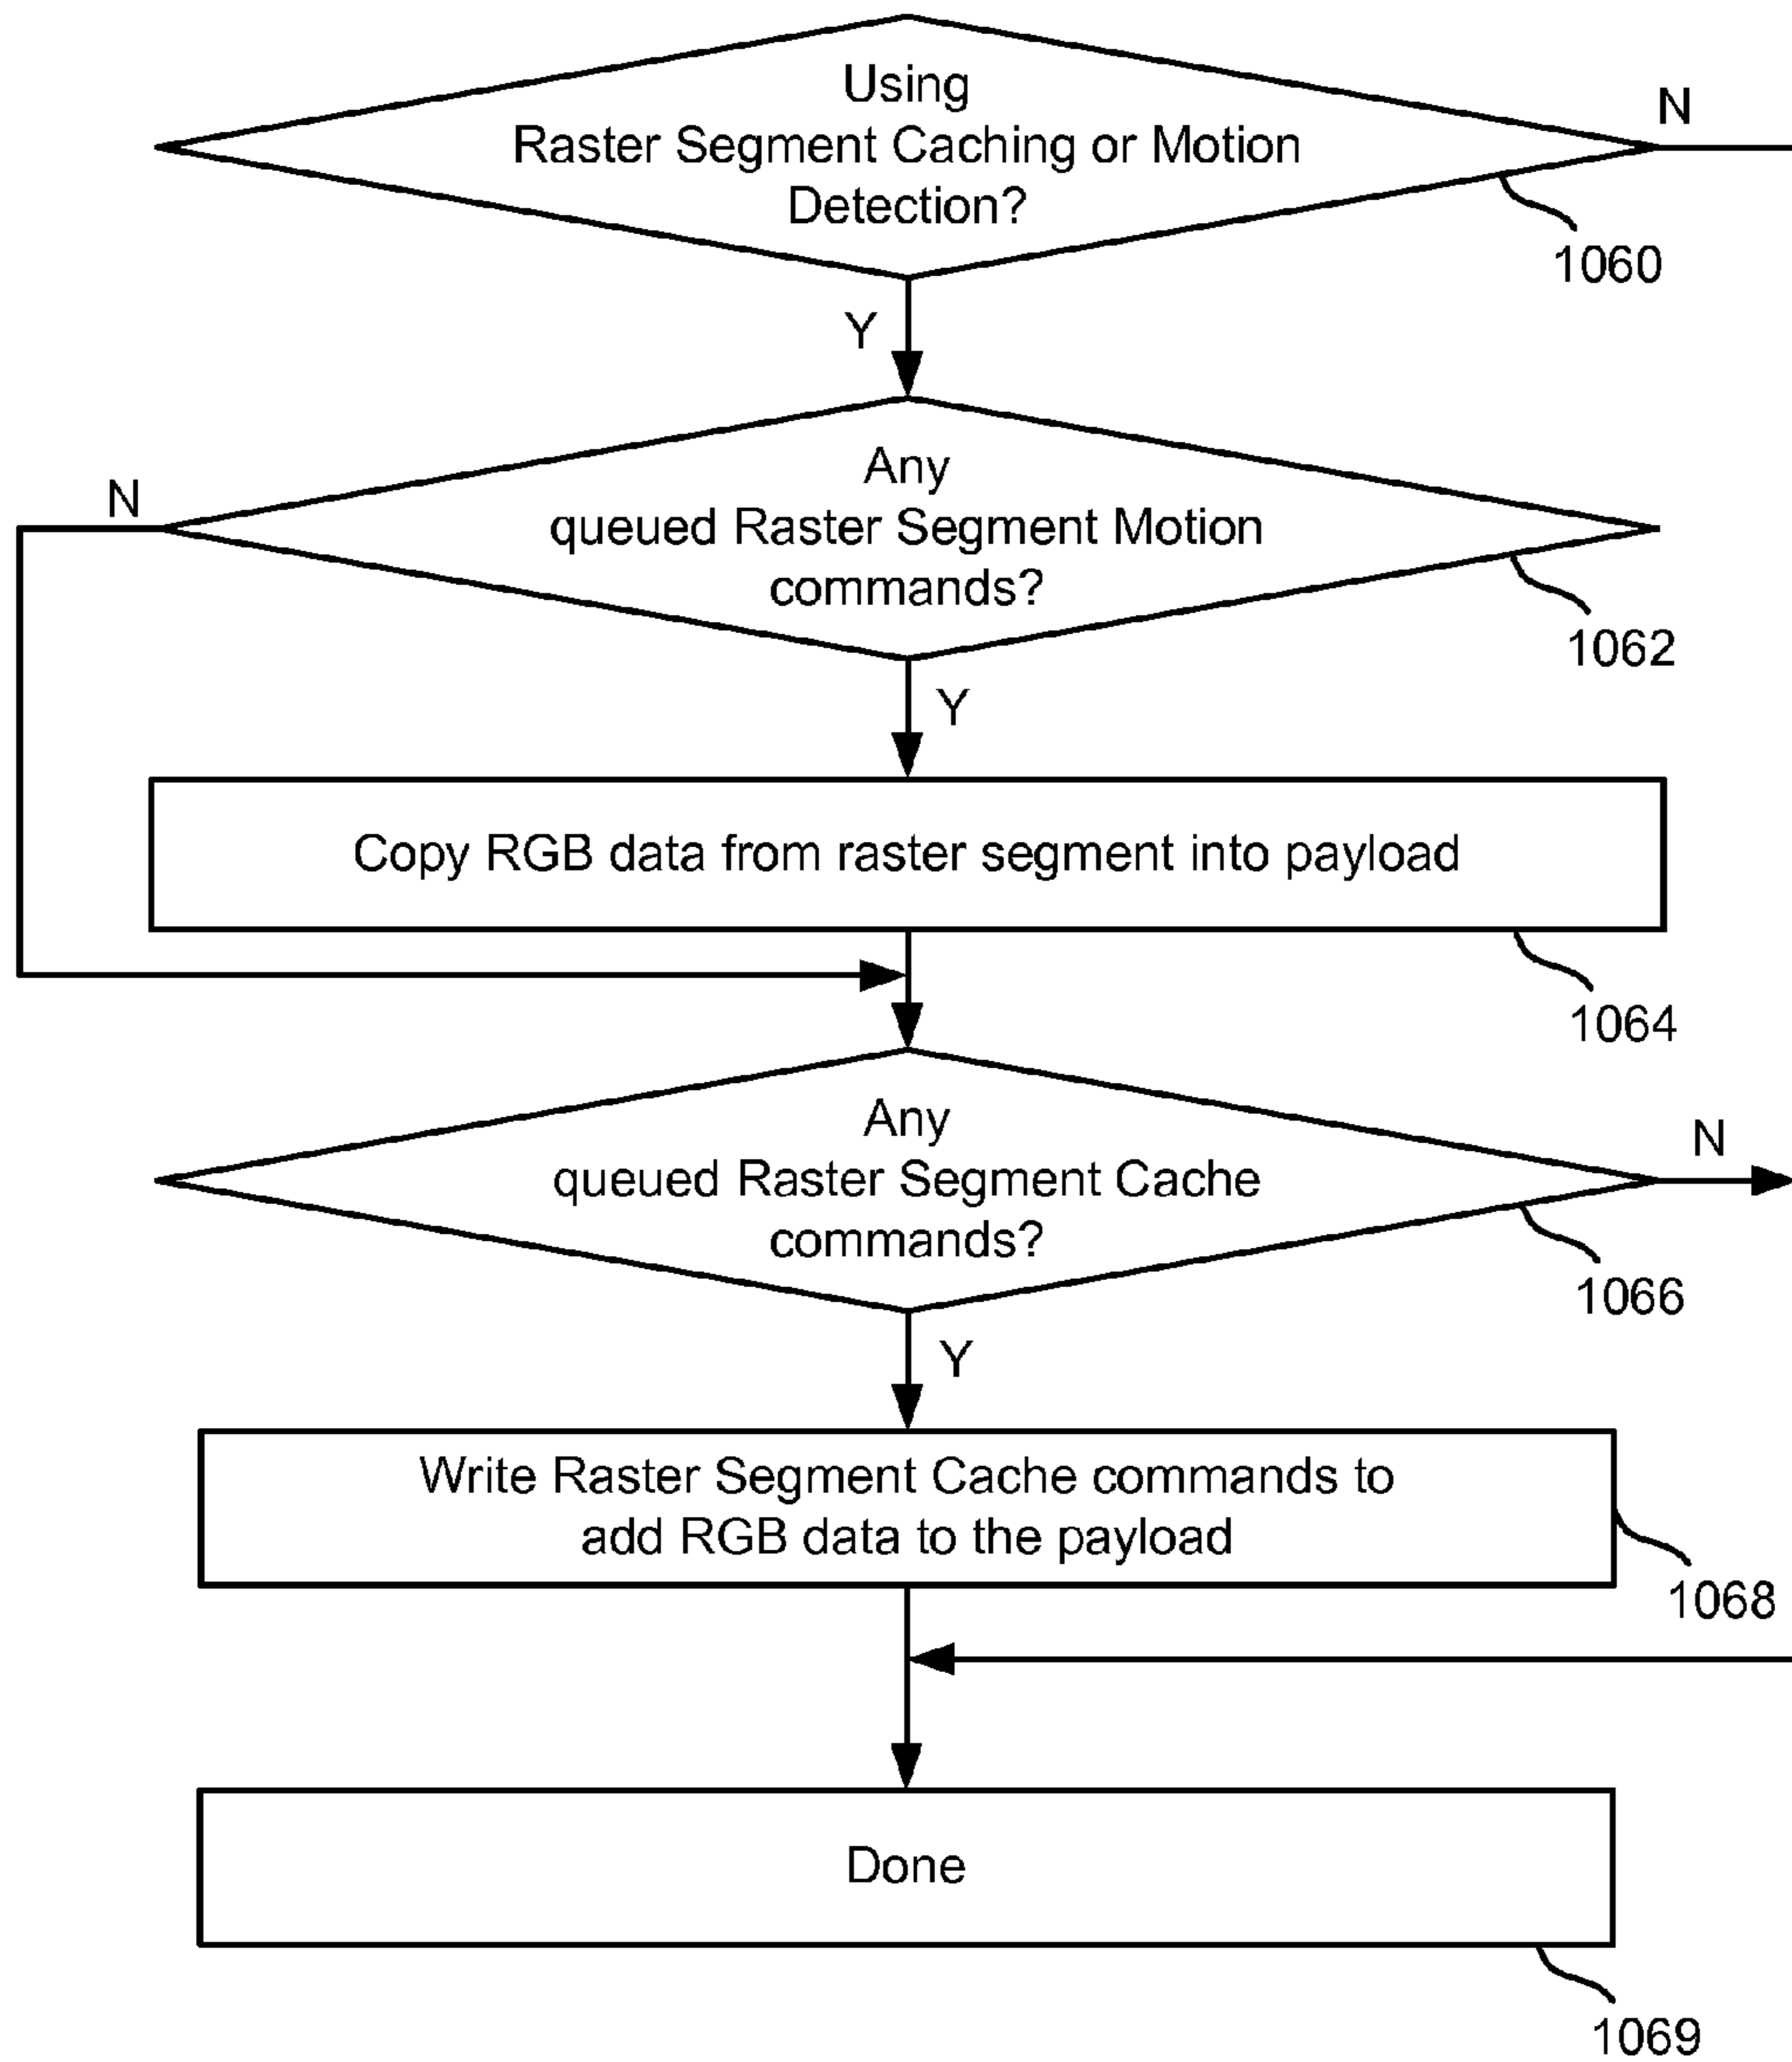 Using
Raster Segment Caching or Motion
Detection?
N
1060
Y
Any
queued Raster Segment Motion
commands?
N
1062
Y
Copy RGB data from raster segment into payload
1064
Any
queued Raster Segment Cache
commands?
N
1066
Y
Write Raster Segment Cache commands to
add RGB data to the payload
1068
Done
1069